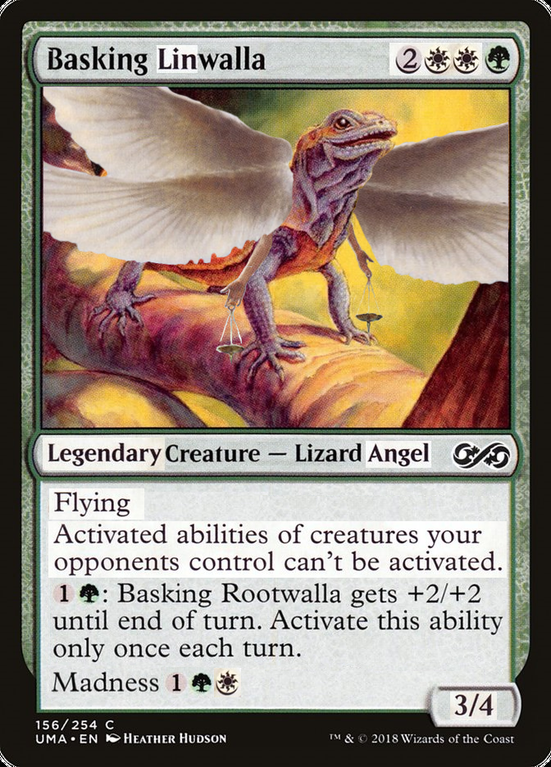 Basking Linwalla 2
Legendary Creature — Lizard Angel
Flying
Activated abilities of creatures your
opponents control can't be activated.
1 : Basking Rootwalla gets +2/+2
until end of turn. Activate this ability
only once each turn.
Madness 1
3/4
156/254 C
UMA • EN Heather Hudson
™ & © 2018 Wizards of the Coast